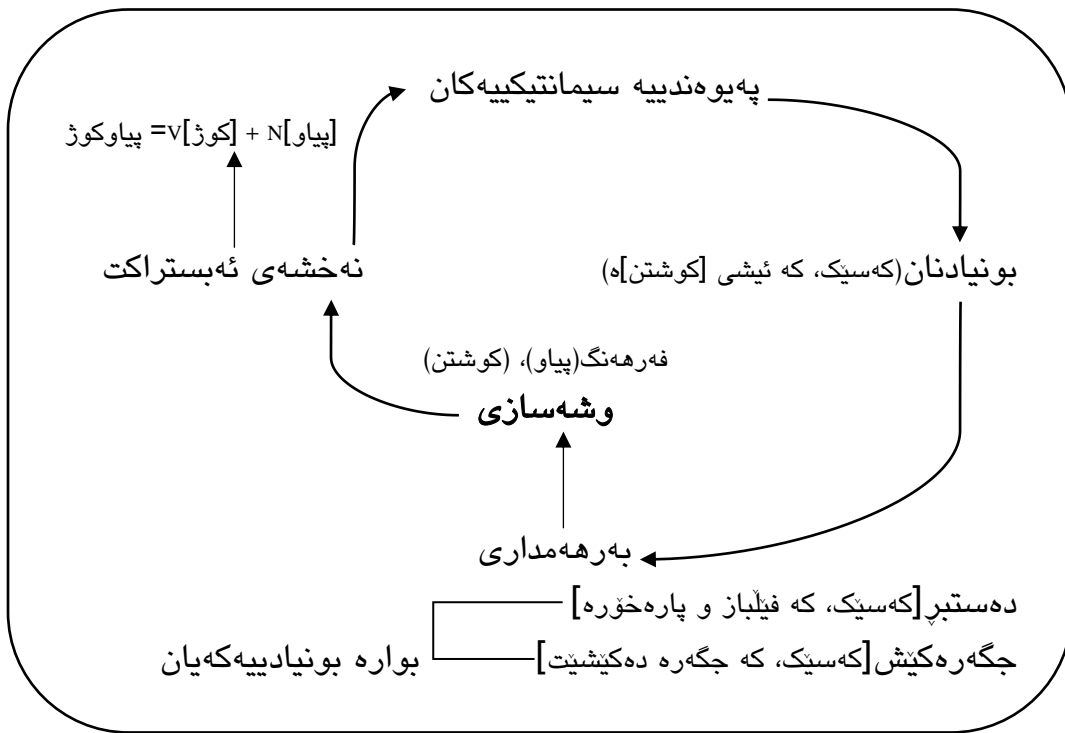 پەیوەندییە سیمانتیکییەکان
[پیاو]N + [کوژ]V= پیاوکوژ
نەخشەی ئەبستراکت
بونیادنان(کەسێک، کە ئیشی [کوشتن]ە)
فەرهەنگ(پیاو)، (کوشتن)
وشەسازی
بەرهەمداری
دەستبڕ[کەسێک، کە فێڵباز و پارەخۆرە]
جگەرەکێش[کەسێک، کە جگەرە دەکێشێت]
بوارە بونیادییەکەیان